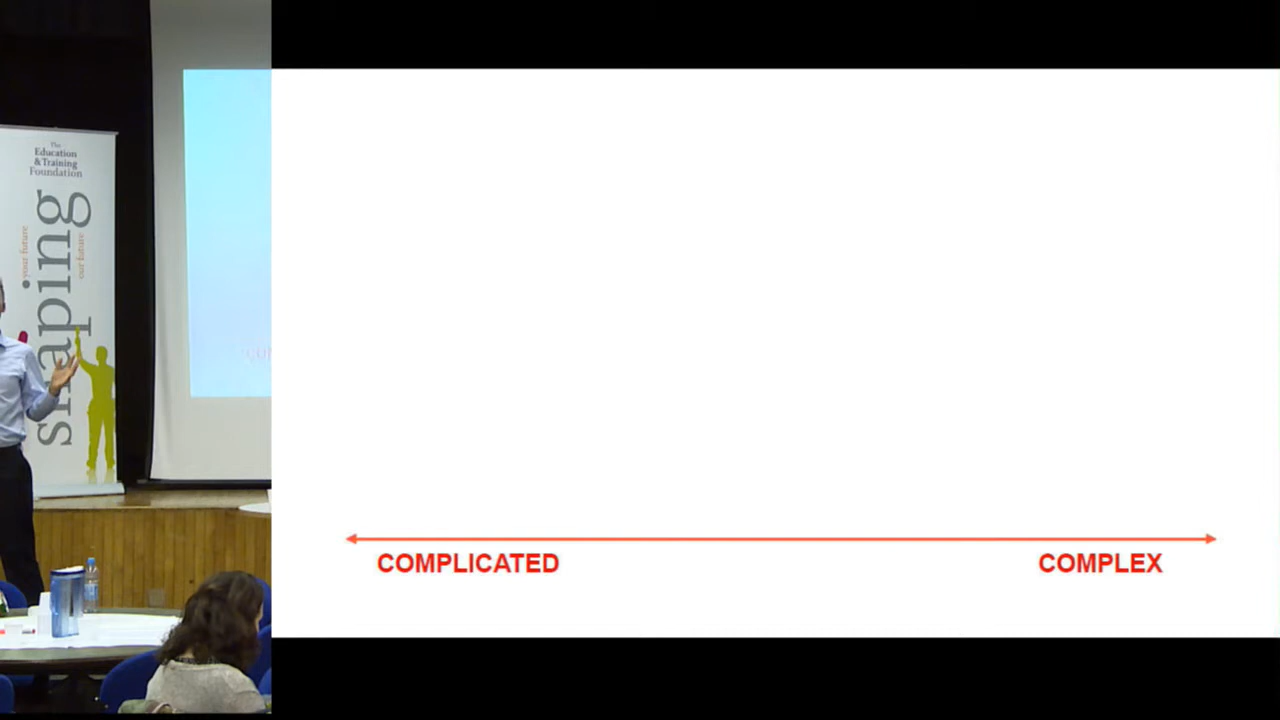 The
Education
& Training
Foundation
shaping
your future
our future
COMPLICATED
COMPLEX